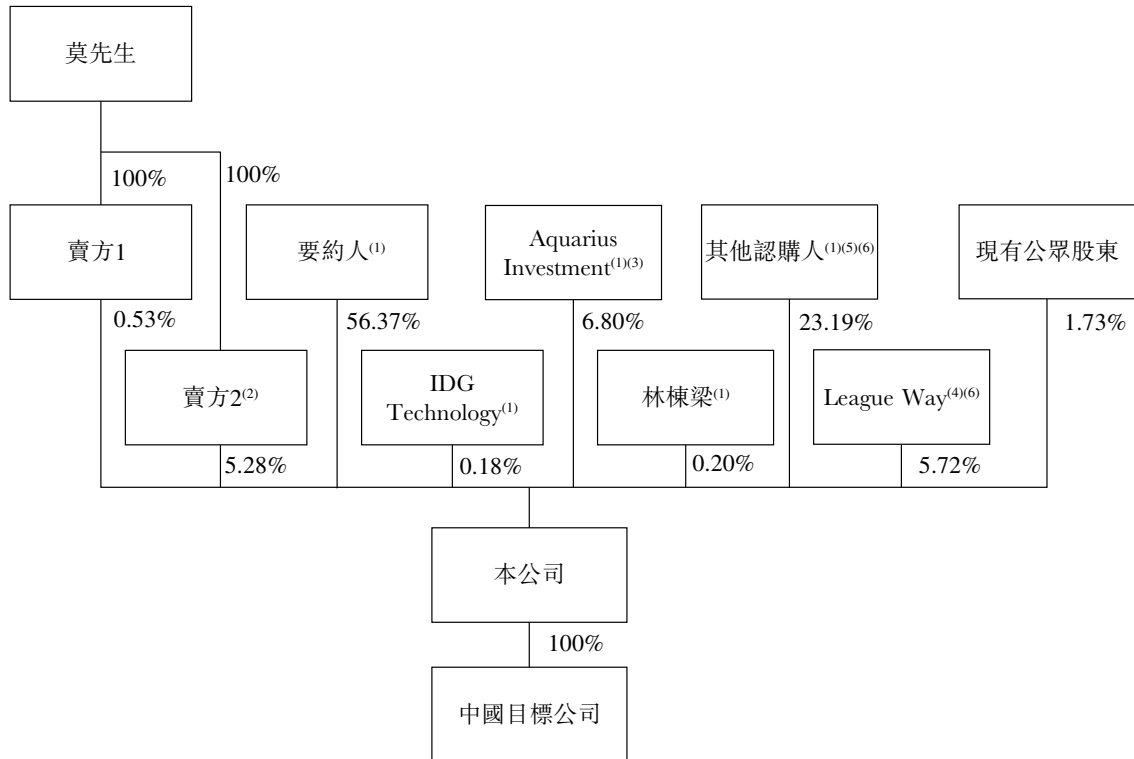 莫先生
100%
100%
賣方1
要約人(1)
Aquarius
Investment(1)(3)
其他認購人(1)(5)(6)
現有公眾股東
0.53%
56.37%
6.80%
23.19%
1.73%
賣方2(2)
IDG
Technology(1)
林棟梁(1)
League Way(4)(6)
5.28%
0.18%
0.20%
5.72%
本公司
100%
中國目標公司